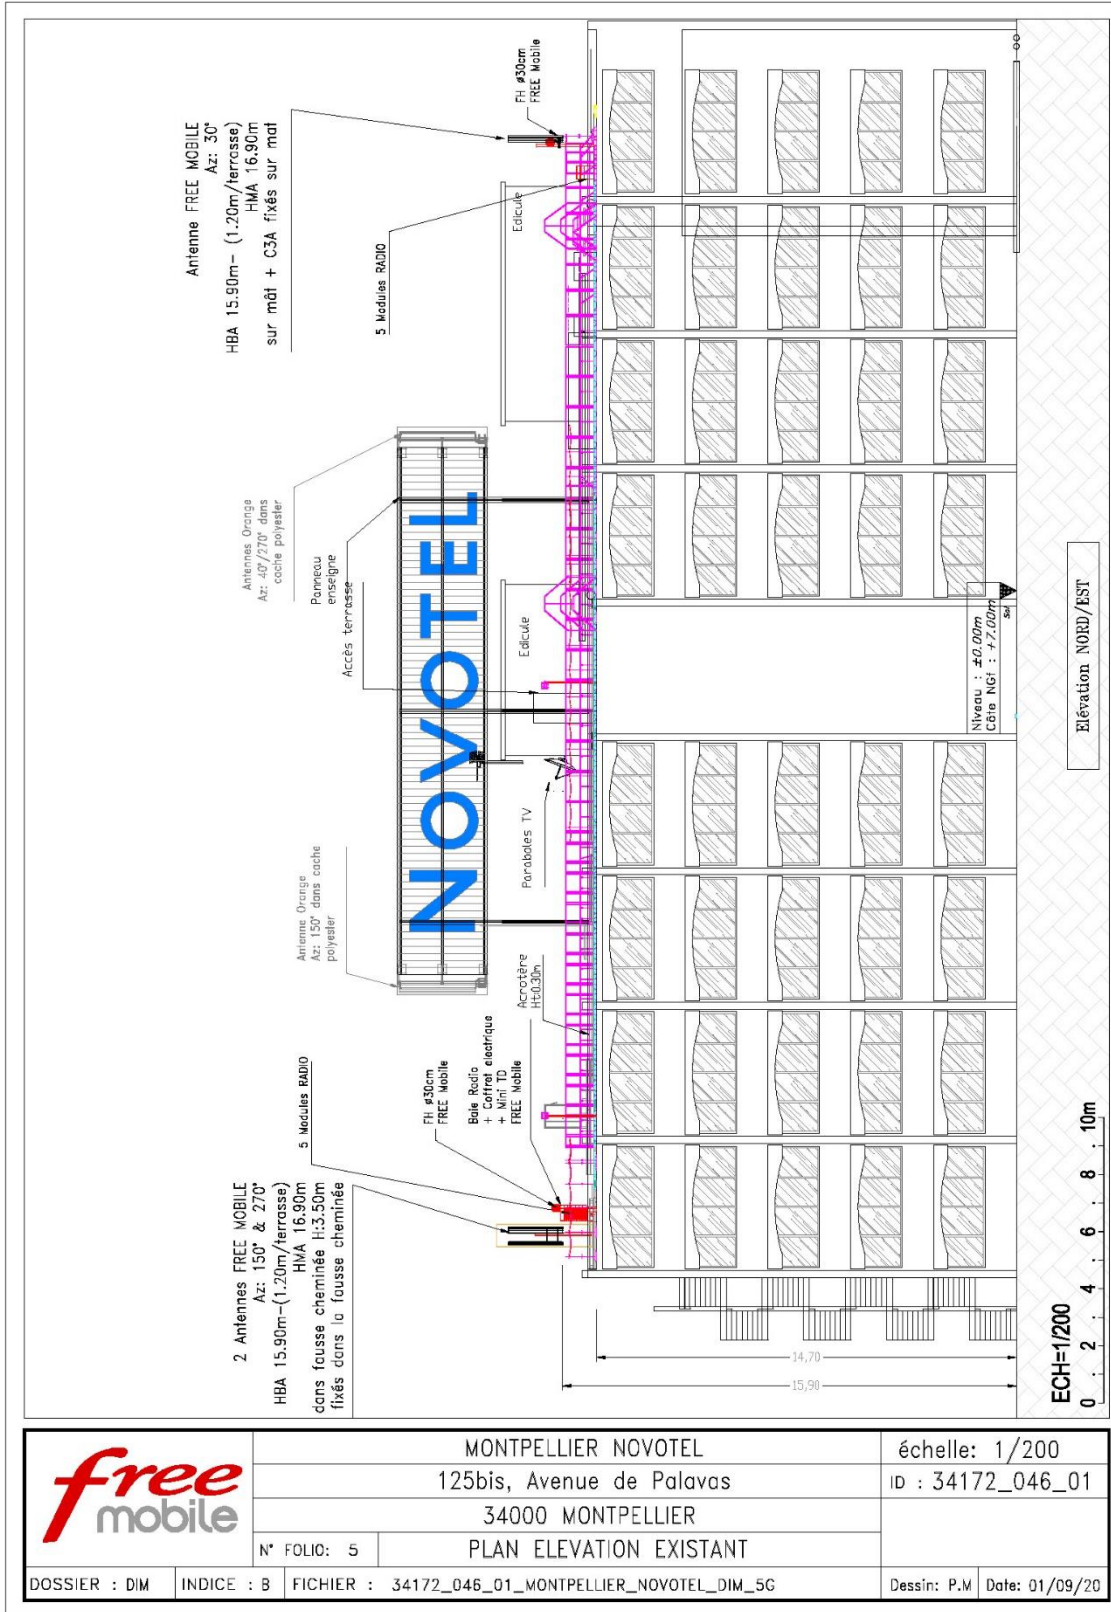 Antenne FREE MOBILE
Az: 30°
HBA 15.90m- (1.20m/terrasse)
HMA 16.90m
sur mât + C3A fixés sur mat
FH ø30cm
FREE Mobile
5 Modules RADIO
Edicule
Antennes Orange
Az: 40°/270° dans
cache polyester
Panneau
enseigne
Accès terrasse
NOVOTEL
Edicule
Paraboles TV
Antenne Orange
Az: 150° dans cache
polyester
Acrotère
Ht:0.30m
5 Modules RADIO
FH ø30cm
FREE Mobile
Baie Radio
+ Coffret électrique
+ Mini TD
FREE Mobile
2 Antennes FREE MOBILE
Az: 150° & 270°
HBA 15.90m-(1.20m/terrasse)
HMA 16.90m
dans fausse cheminée H:3.50m
fixés dans la fausse cheminée
Niveau : ±0.00m
Côte NGf : +7.00m
Sol
14,70
15,90
Elévation NORD/EST
ECH=1/200
0 2 4 6 8 10m
free
mobile
MONTPELLIER NOVOTEL
125bis, Avenue de Palavas
34000 MONTPELLIER
N° FOLIO: 5
PLAN ELEVATION EXISTANT
échelle: 1/200
ID : 34172_046_01
DOSSIER : DIM
INDICE : B
FICHIER : 34172_046_01_MONTPELLIER_NOVOTEL_DIM_5G
Dessin: P.M
Date: 01/09/20